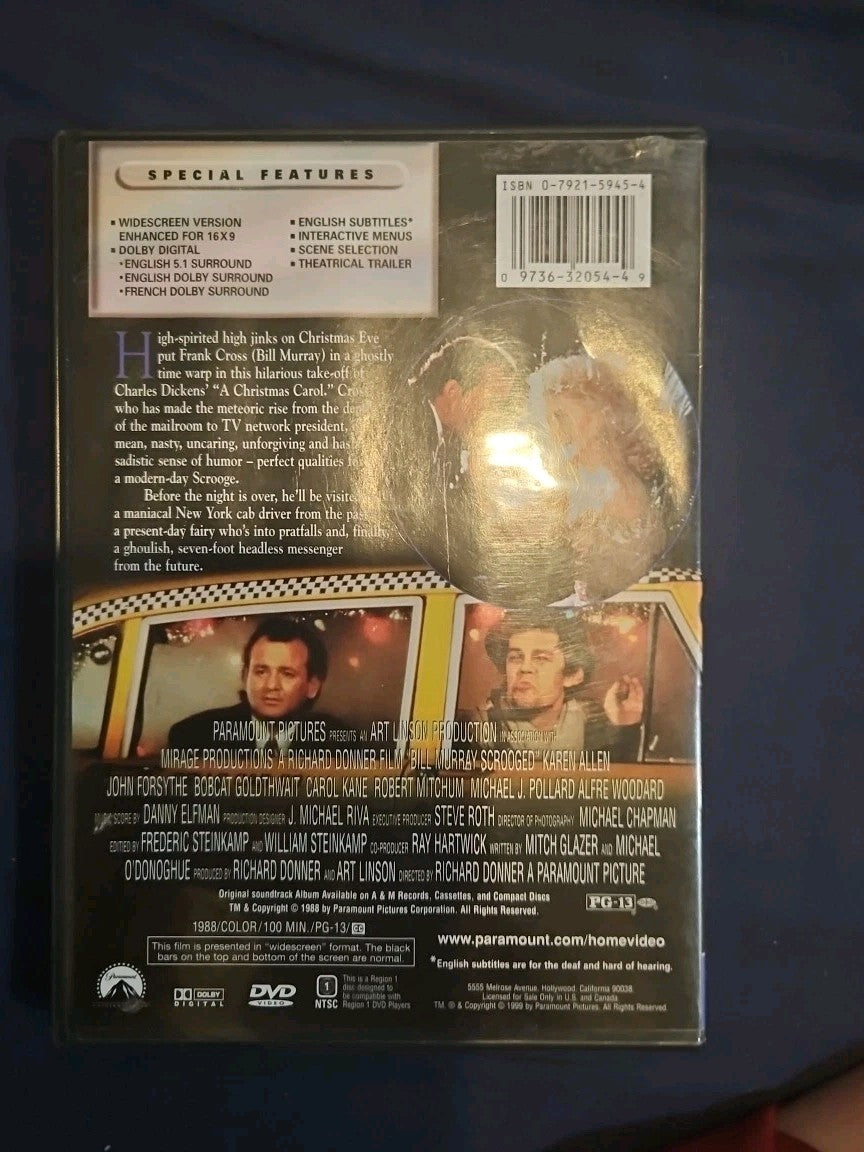 SPECIAL FEATURES
▪ WIDESCREEN VERSION
ENHANCED FOR 16X9
▪ DOLBY DIGITAL
•ENGLISH 5.1 SURROUND
•ENGLISH DOLBY SURROUND
•FRENCH DOLBY SURROUND
▪ ENGLISH SUBTITLES*
▪ INTERACTIVE MENUS
▪ SCENE SELECTION
▪ THEATRICAL TRAILER
ISBN 0-7921-5945-4
0 9736-32054-4 9
High-spirited high jinks on Christmas Eve
put Frank Cross (Bill Murray) in a ghostly
time warp in this hilarious take-off of
Charles Dickens' "A Christmas Carol." Cross
who has made the meteoric rise from the
of the mailroom to TV network president,
mean, nasty, uncaring, unforgiving and has
sadistic sense of humor – perfect qualities
a modern-day Scrooge.
Before the night is over, he'll be visited
a maniacal New York cab driver from the past
a present-day fairy who's into pratfalls and, finally,
a ghoulish, seven-foot headless messenger
from the future.
PARAMOUNT PICTURES PRESENTS AN ART LINSON PRODUCTION IN ASSOCIATION WITH
MIRAGE PRODUCTIONS A RICHARD DONNER FILM "BILL MURRAY SCROOGED" KAREN ALLEN
JOHN FORSYTHE BOBCAT GOLDTHWAIT CAROL KANE ROBERT MITCHUM MICHAEL J. POLLARD ALFRE WOODARD
MUSIC SCORE BY DANNY ELFMAN PRODUCTION DESIGNER J. MICHAEL RIVA EXECUTIVE PRODUCER STEVE ROTH DIRECTOR OF PHOTOGRAPHY MICHAEL CHAPMAN
EDITED BY FREDERIC STEINKAMP AND WILLIAM STEINKAMP CO-PRODUCER RAY HARTWICK WRITTEN BY MITCH GLAZER AND MICHAEL
O'DONOGHUE PRODUCED BY RICHARD DONNER AND ART LINSON DIRECTED BY RICHARD DONNER A PARAMOUNT PICTURE
Original soundtrack Album Available on A & M Records, Cassettes, and Compact Discs
TM & Copyright © 1988 by Paramount Pictures Corporation. All Rights Reserved.
PG-13
1988/COLOR/100 MIN./PG-13/CC
This film is presented in "widescreen" format. The black
bars on the top and bottom of the screen are normal.
www.paramount.com/homevideo
*English subtitles are for the deaf and hard of hearing.
Paramount
DOLBY
DIGITAL
DVD
VIDEO
1
NTSC
This is a Region 1
disc designed to
be compatible with
Region 1 DVD Players
5555 Melrose Avenue, Hollywood, California 90038
Licensed for Sale Only in U.S. and Canada
TM, ® & Copyright © 1999 by Paramount Pictures. All Rights Reserved.